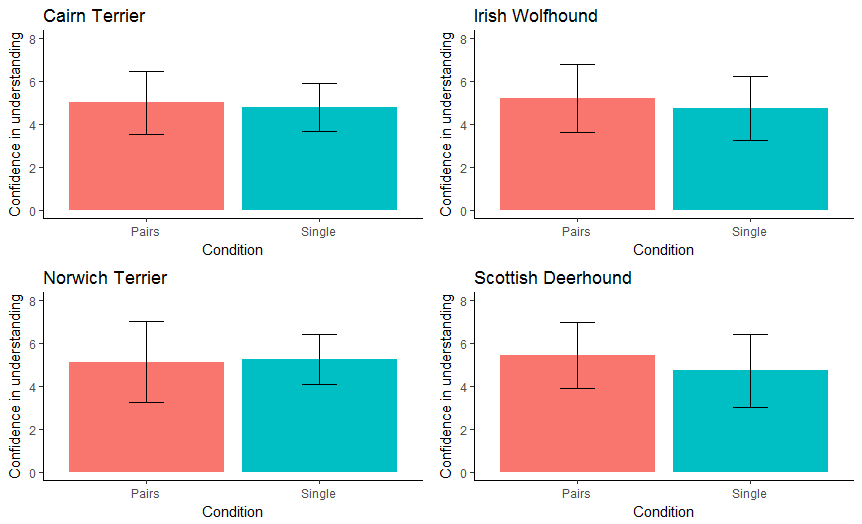 Cairn Terrier
Confidence in understanding
8
6
4
2
0
Pairs Single
Condition
Irish Wolfhound
Confidence in understanding
8
6
4
2
0
Pairs Single
Condition
Norwich Terrier
Confidence in understanding
8
6
4
2
0
Pairs Single
Condition
Scottish Deerhound
Confidence in understanding
8
6
4
2
0
Pairs Single
Condition